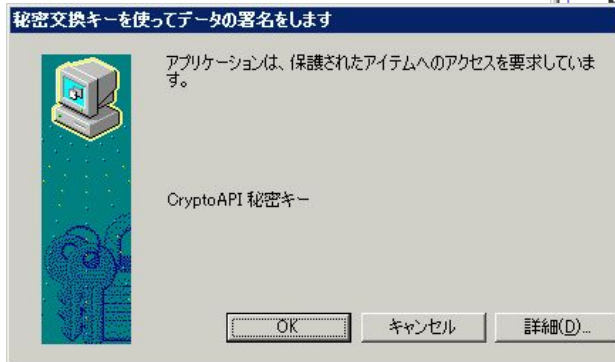 秘密交換キーを使ってデータの署名をします
アプリケーションは、保護されたアイテムへのアクセスを要求していま
す。
CryptoAPI 秘密キー
OK キャンセル 詳細(D)...